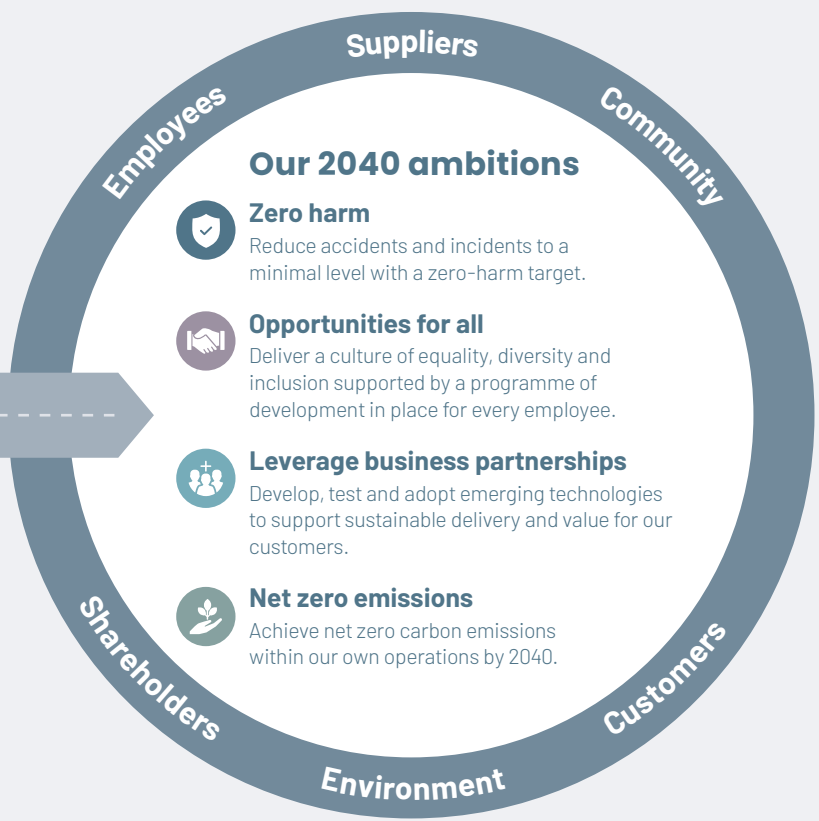 Suppliers
Employees
Community
Our 2040 ambitions
Zero harm
Reduce accidents and incidents to a
minimal level with a zero-harm target.
Opportunities for all
Deliver a culture of equality, diversity and
inclusion supported by a programme of
development in place for every employee.
Leverage business partnerships
Develop, test and adopt emerging technologies
to support sustainable delivery and value for our
customers.
Net zero emissions
Achieve net zero carbon emissions
within our own operations by 2040.
Shareholders
Customers
Environment